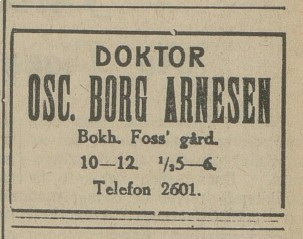 DOKTOR
OSC. BORG ARNESEN
Bokh. Foss' gård.
10—12. ½5—6.
Telefon 2601.